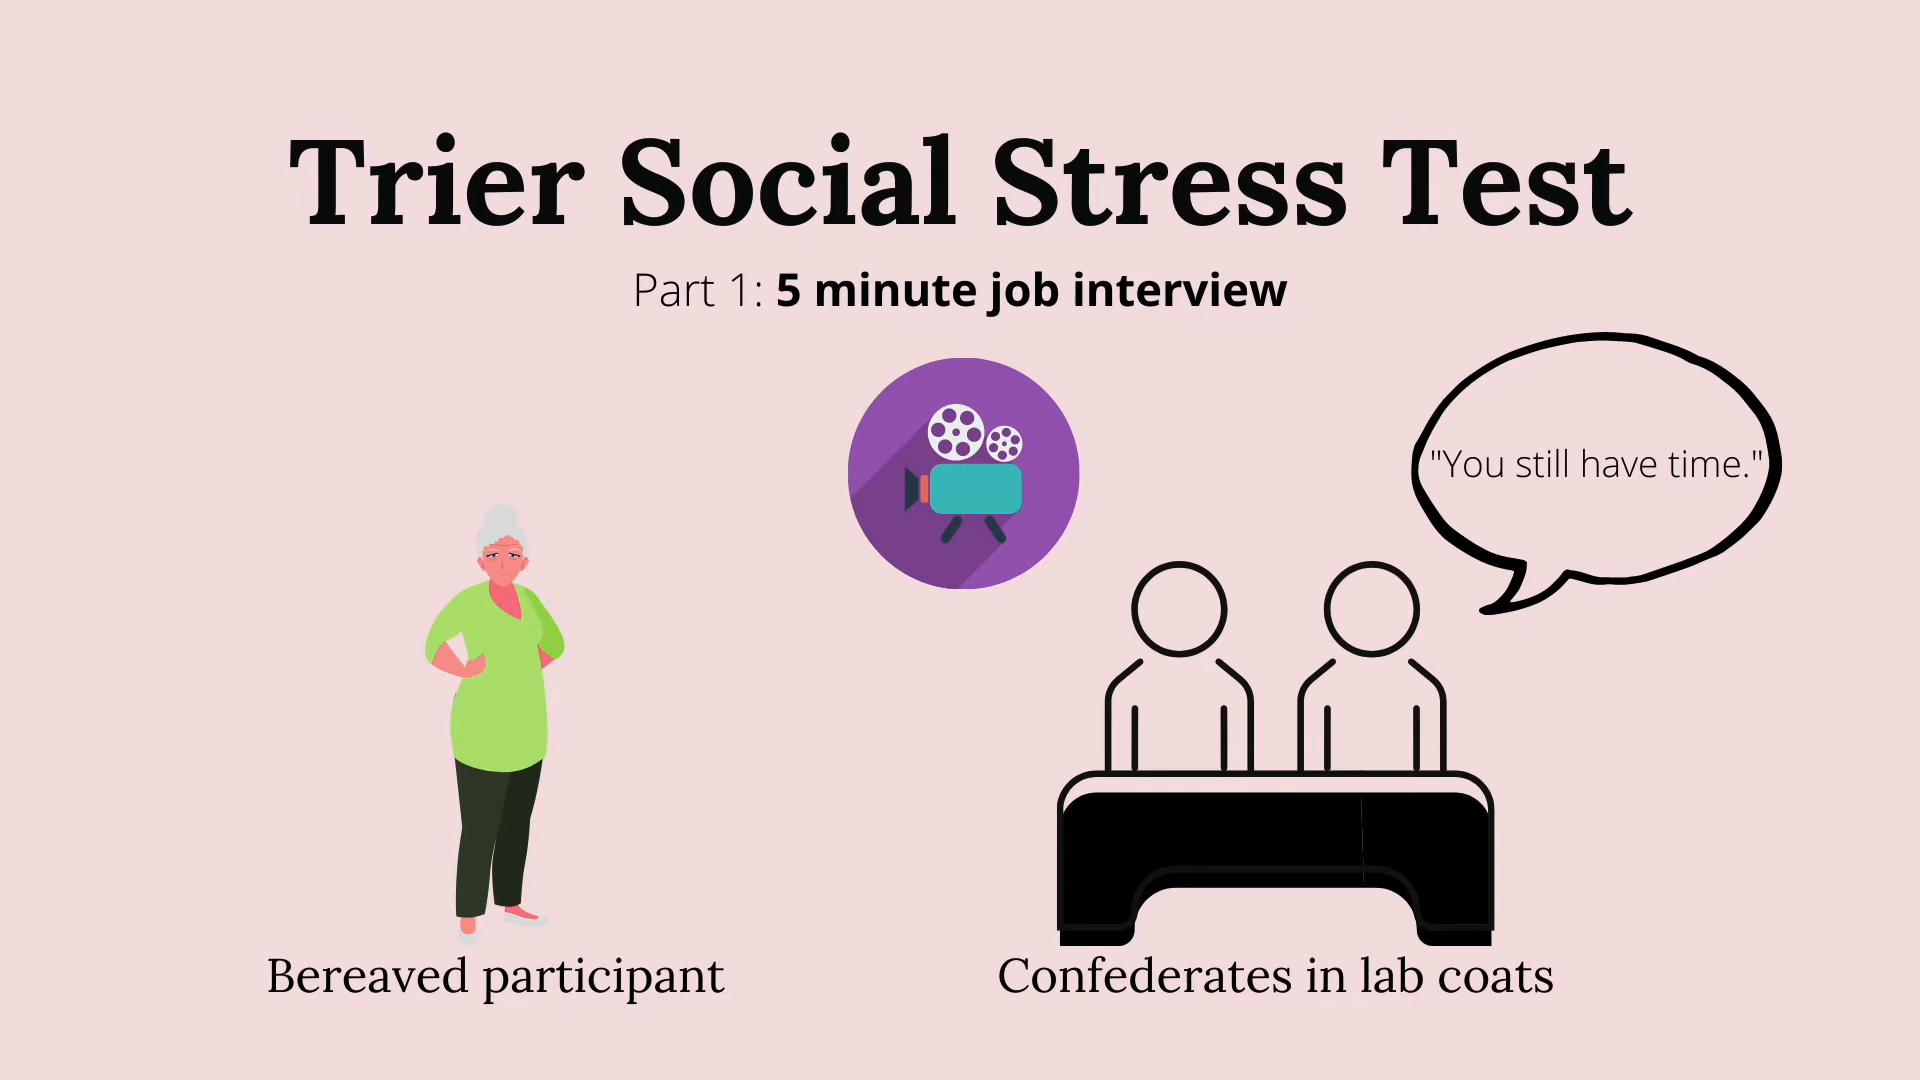 Trier Social Stress Test
Part 1: 5 minute job interview
"You still have time."
Bereaved participant
Confederates in lab coats